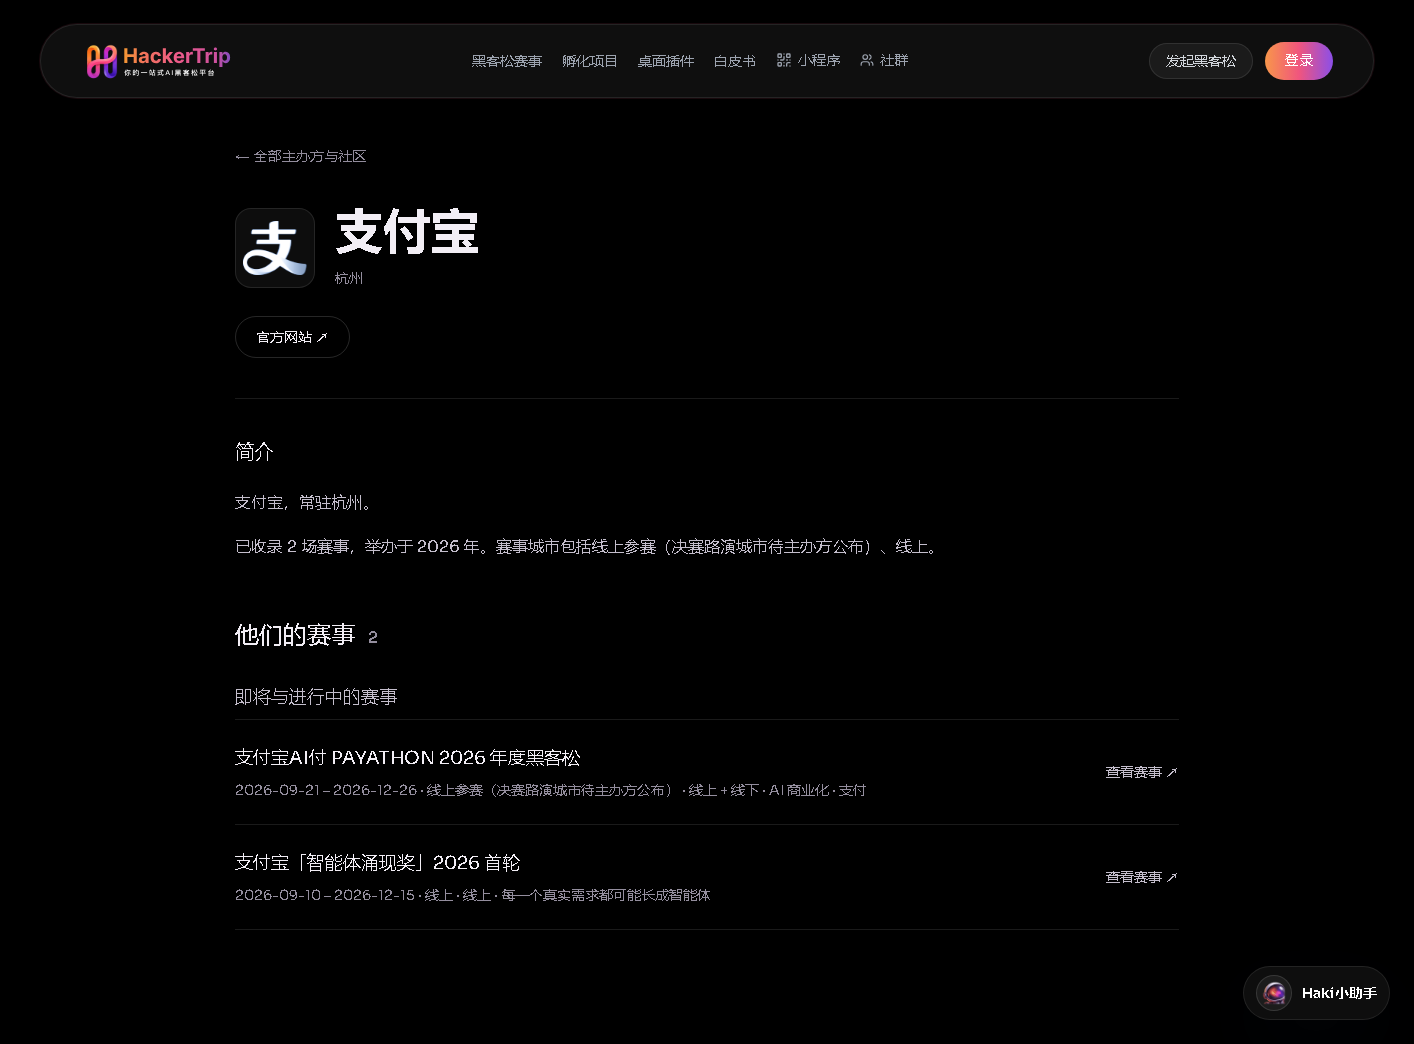 HackerTrip
你的一站式AI黑客松平台
黑客松赛事 孵化项目 桌面插件 白皮书 小程序 社群
发起黑客松 登录
← 全部主办方与社区
支
支付宝
杭州
官方网站 ↗
简介
支付宝，常驻杭州。
已收录 2 场赛事，举办于 2026 年。赛事城市包括线上参赛（决赛路演城市待主办方公布）、线上。
他们的赛事 2
即将与进行中的赛事
支付宝AI付 PAYATHON 2026 年度黑客松
2026-09-21 – 2026-12-26 · 线上参赛（决赛路演城市待主办方公布） · 线上 + 线下 · AI 商业化 · 支付
查看赛事 ↗
支付宝「智能体涌现奖」2026 首轮
2026-09-10 – 2026-12-15 · 线上 · 线上 · 每一个真实需求都可能长成智能体
查看赛事 ↗
Haki小助手